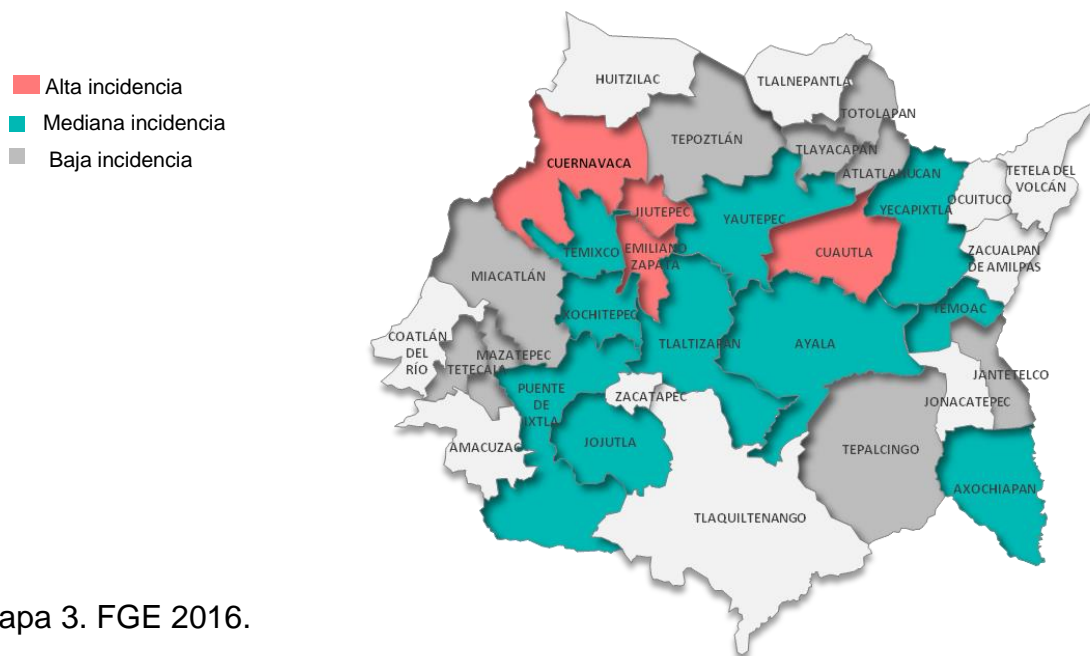 Alta incidencia
Mediana incidencia
Baja incidencia
HUITZILAC
TLALNEPANTLA
TOTOLAPAN
TEPOZTLÁN
TLAYACAPAN
CUERNAVACA
ATLATLAHUCAN
TETELA DEL
VOLCÁN
OCUITUCO
JIUTEPEC
YAUTEPEC
YECAPIXTLA
TEMIXCO
EMILIANO
ZAPATA
CUAUTLA
ZACUALPAN
DE AMILPAS
MIACATLÁN
XOCHITEPEC
TEMOAC
COATLÁN
DEL
RÍO
MAZATEPEC
TETECALA
TLALTIZAPÁN
AYALA
JANTETELCO
PUENTE
DE
IXTLA
ZACATAPEC
JONACATEPEC
AMACUZAC
JOJUTLA
TEPALCINGO
AXOCHIAPAN
TLAQUILTENANGO
apa 3. FGE 2016.